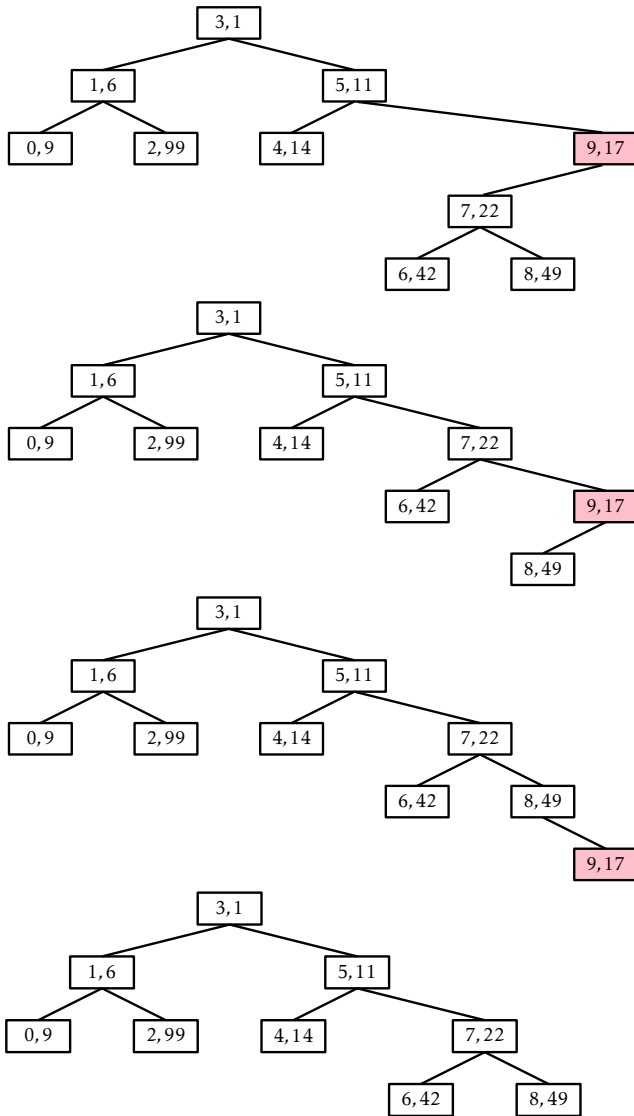 3, 1
1, 6 5, 11
0, 9 2, 99 4, 14 9, 17
7, 22
6, 42 8, 49
3, 1
1, 6 5, 11
0, 9 2, 99 4, 14 7, 22
6, 42 9, 17
8, 49
3, 1
1, 6 5, 11
0, 9 2, 99 4, 14 7, 22
6, 42 8, 49
9, 17
3, 1
1, 6 5, 11
0, 9 2, 99 4, 14 7, 22
6, 42 8, 49